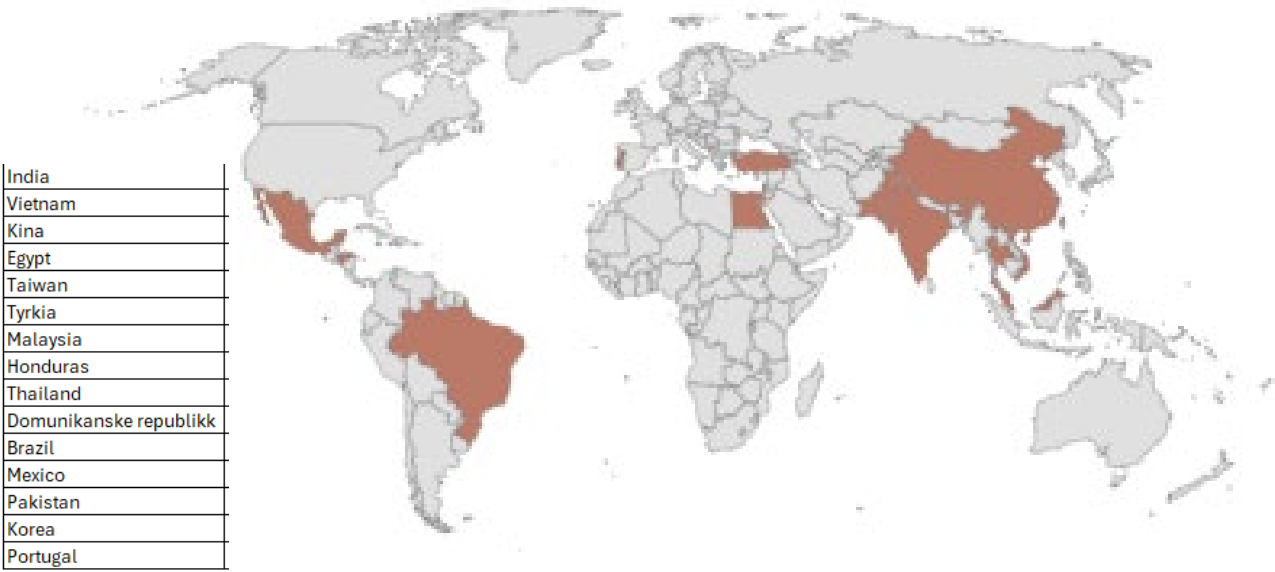 India
Vietnam
Kina
Egypt
Taiwan
Tyrkia
Malaysia
Honduras
Thailand
Domunikanske republikk
Brazil
Mexico
Pakistan
Korea
Portugal